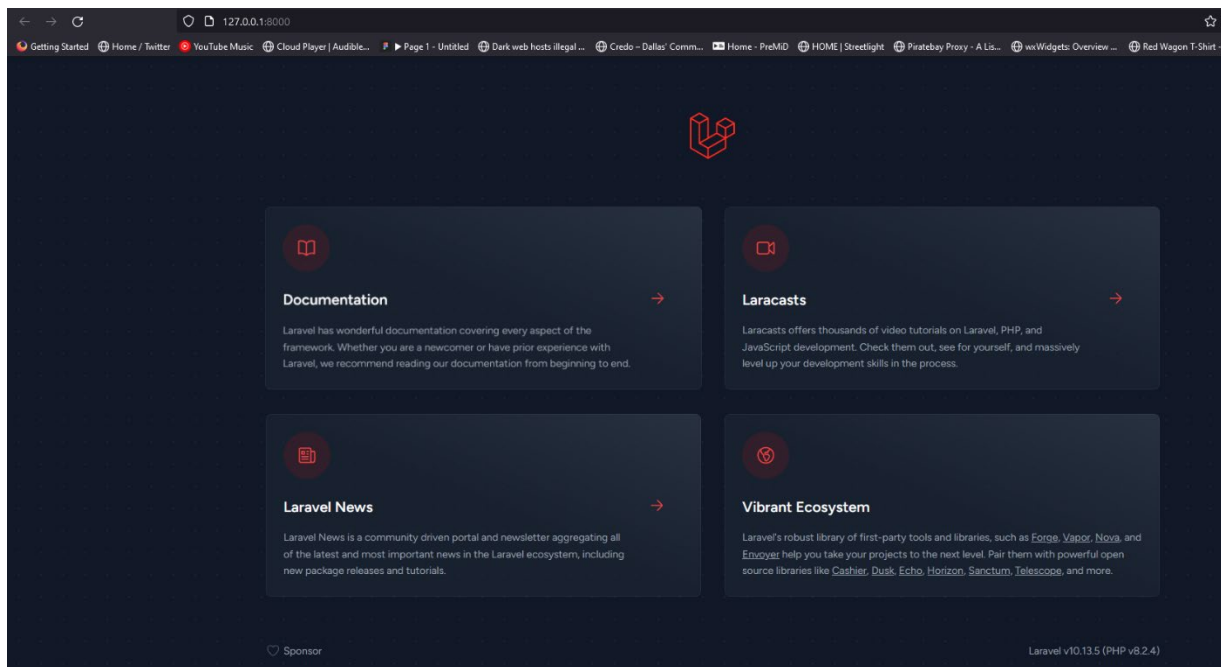 127.0.0.1:8000
Getting Started Home / Twitter YouTube Music Cloud Player | Audible... Page 1 - Untitled Dark web hosts illegal ... Credo – Dallas' Comm... Home - PreMiD HOME | Streetlight Piratebay Proxy - A Lis... wxWidgets: Overview ... Red Wagon T-Shirt -
Documentation
Laravel has wonderful documentation covering every aspect of the
framework. Whether you are a newcomer or have prior experience with
Laravel, we recommend reading our documentation from beginning to end.
Laracasts
Laracasts offers thousands of video tutorials on Laravel, PHP, and
JavaScript development. Check them out, see for yourself, and massively
level up your development skills in the process.
Laravel News
Laravel News is a community driven portal and newsletter aggregating all
of the latest and most important news in the Laravel ecosystem, including
new package releases and tutorials.
Vibrant Ecosystem
Laravel's robust library of first-party tools and libraries, such as Forge, Vapor, Nova, and
Envoyer help you take your projects to the next level. Pair them with powerful open
source libraries like Cashier, Dusk, Echo, Horizon, Sanctum, Telescope, and more.
Sponsor
Laravel v10.13.5 (PHP v8.2.4)